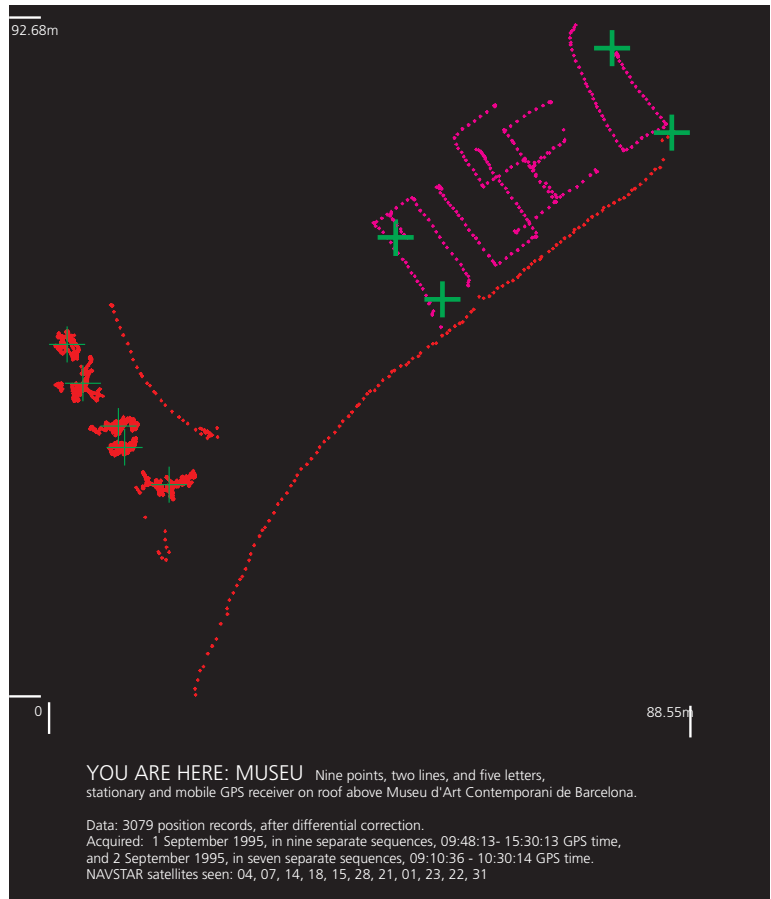 92.68m
MUSEU
0
88.55m
YOU ARE HERE: MUSEU Nine points, two lines, and five letters,
stationary and mobile GPS receiver on roof above Museu d'Art Contemporani de Barcelona.
Data: 3079 position records, after differential correction.
Acquired: 1 September 1995, in nine separate sequences, 09:48:13- 15:30:13 GPS time,
and 2 September 1995, in seven separate sequences, 09:10:36 - 10:30:14 GPS time.
NAVSTAR satellites seen: 04, 07, 14, 18, 15, 28, 21, 01, 23, 22, 31